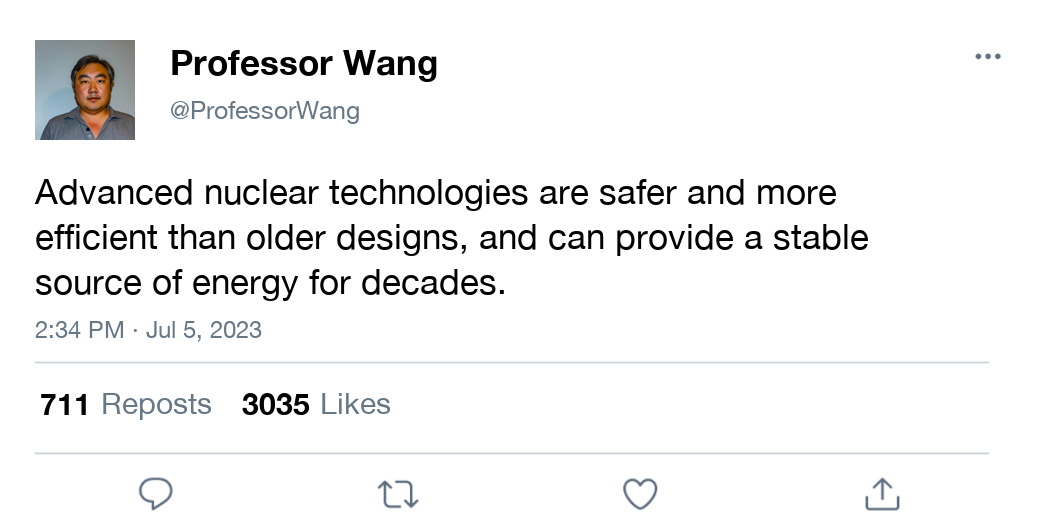 Professor Wang
@ProfessorWang
Advanced nuclear technologies are safer and more
efficient than older designs, and can provide a stable
source of energy for decades.
2:34 PM · Jul 5, 2023
711 Reposts 3035 Likes